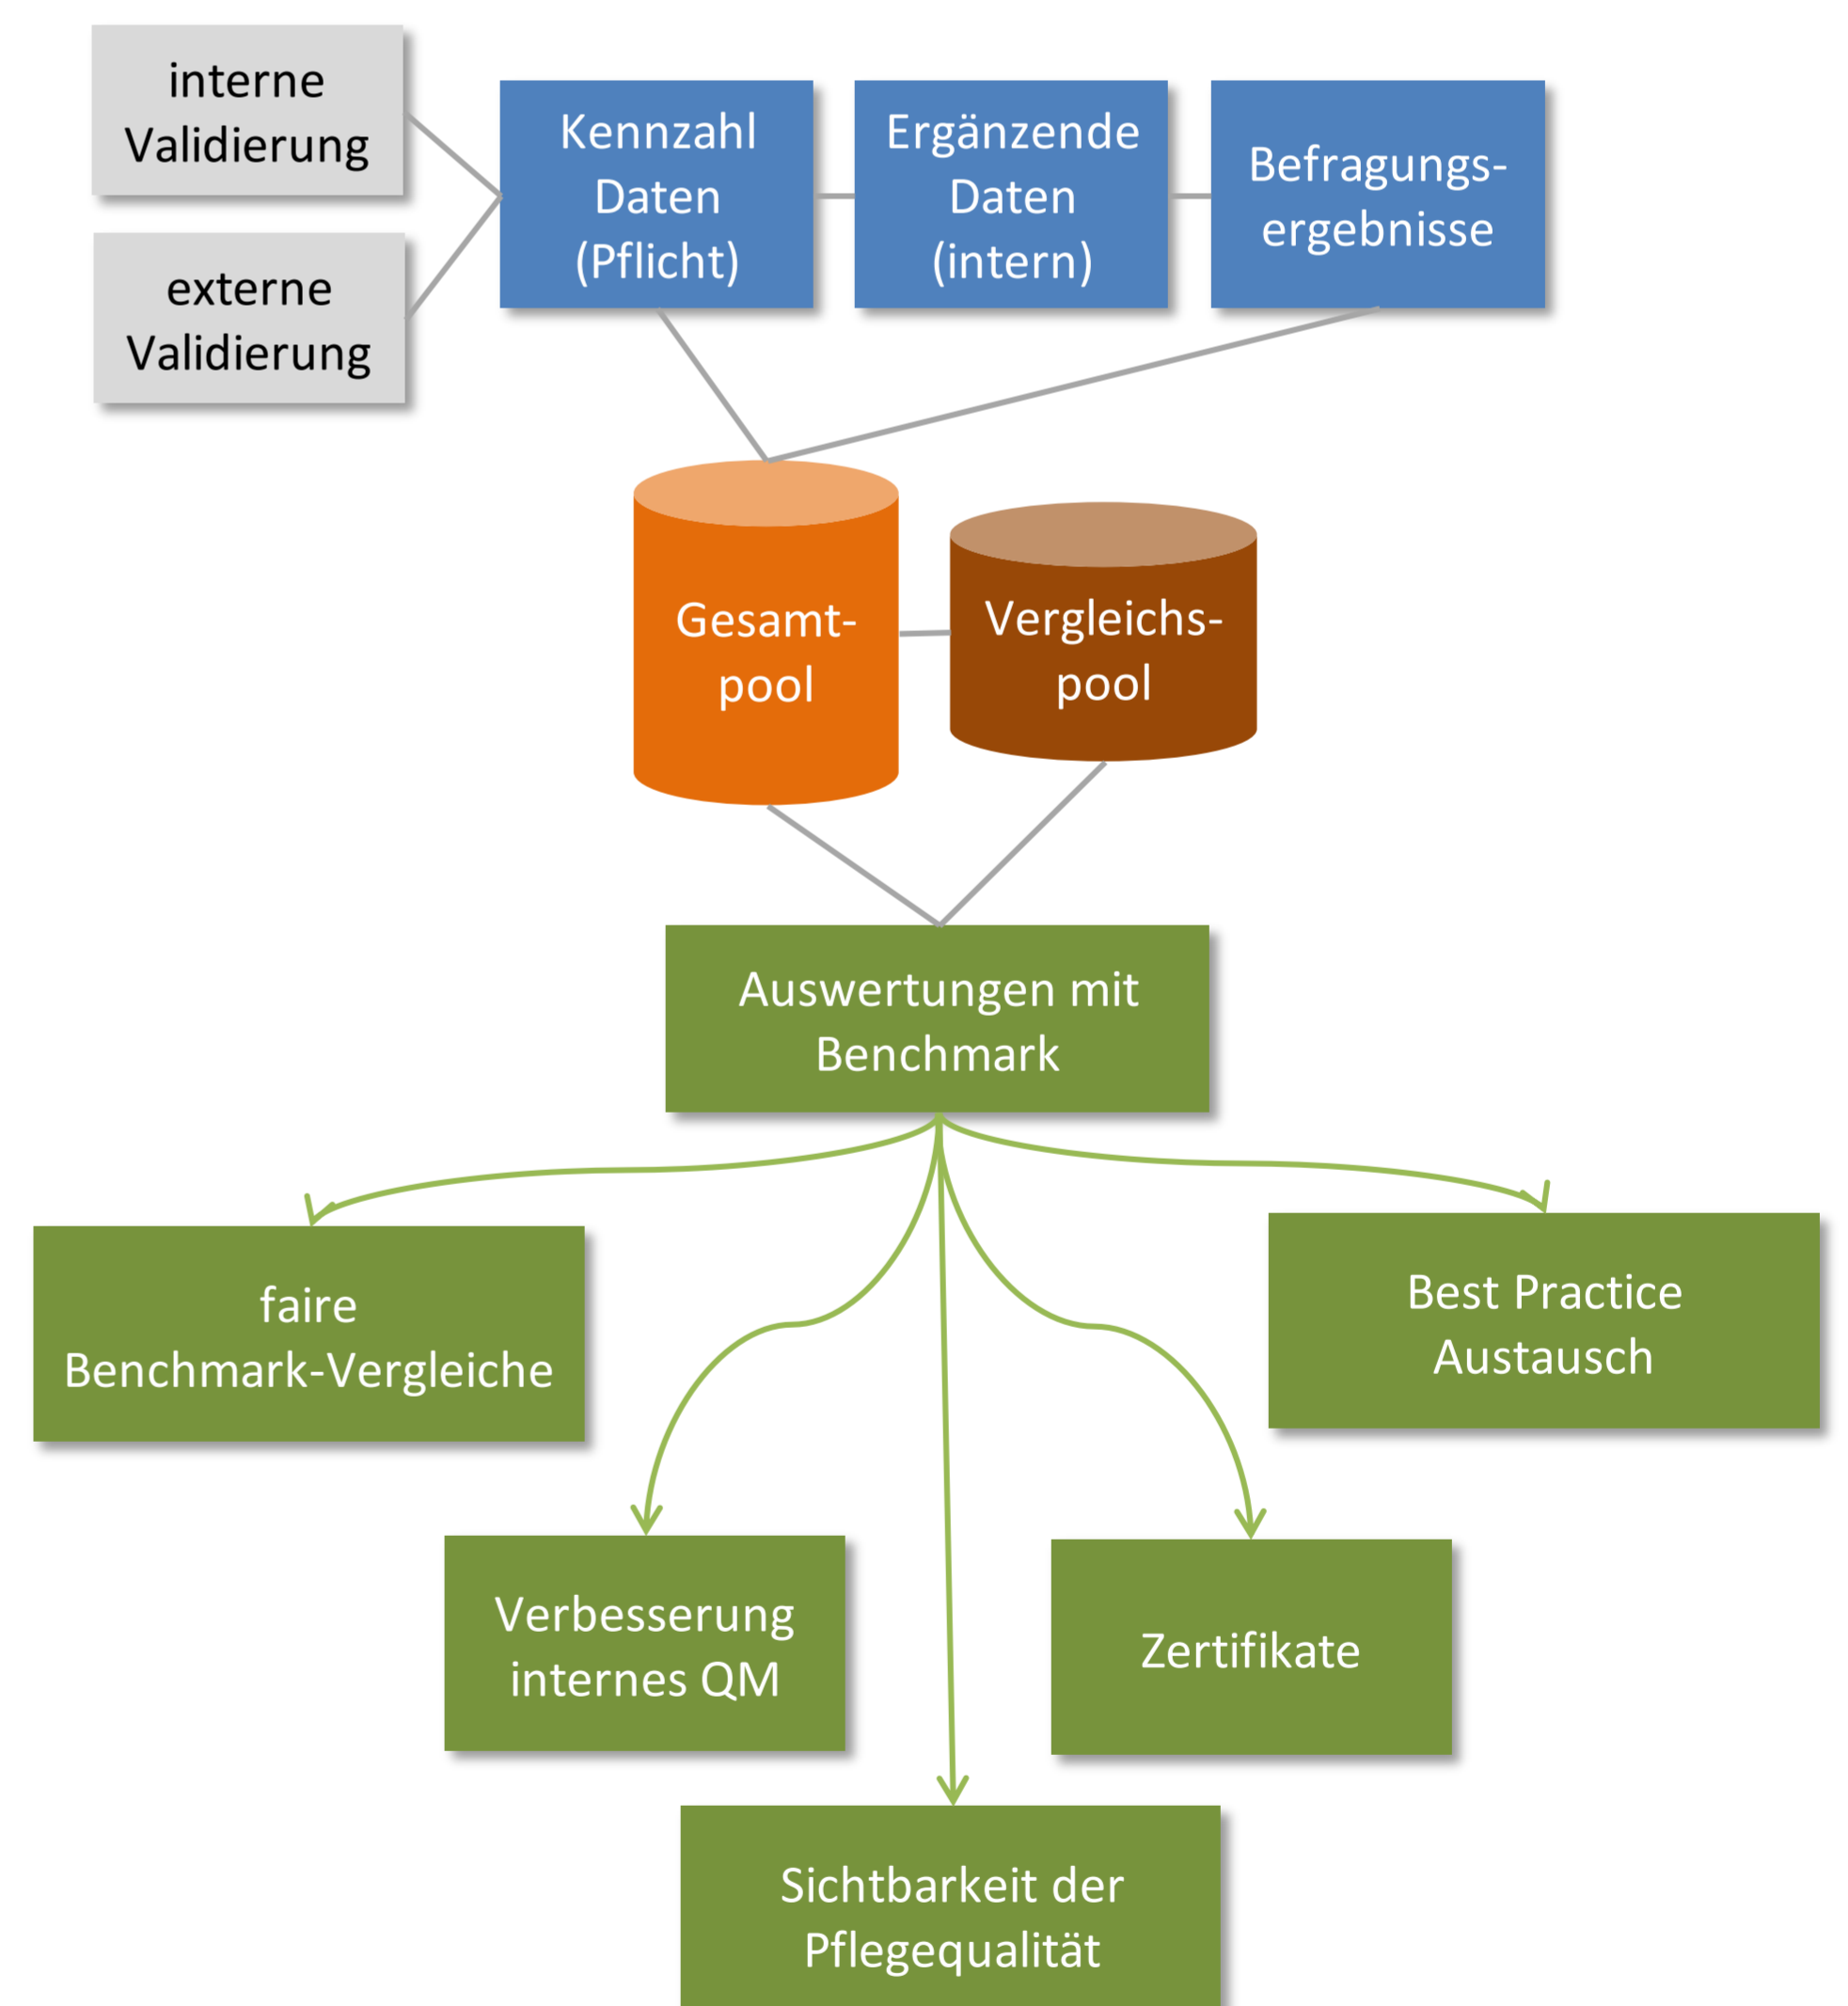 interne
Validierung
externe
Validierung
Kennzahl
Daten
(Pflicht)
Ergänzende
Daten
(intern)
Befragungs-
ergebnisse
Gesamt-
pool
Vergleichs-
pool
Auswertungen mit
Benchmark
faire
Benchmark-Vergleiche
Best Practice
Austausch
Verbesserung
internes QM
Zertifikate
Sichtbarkeit der
Pflegequalität